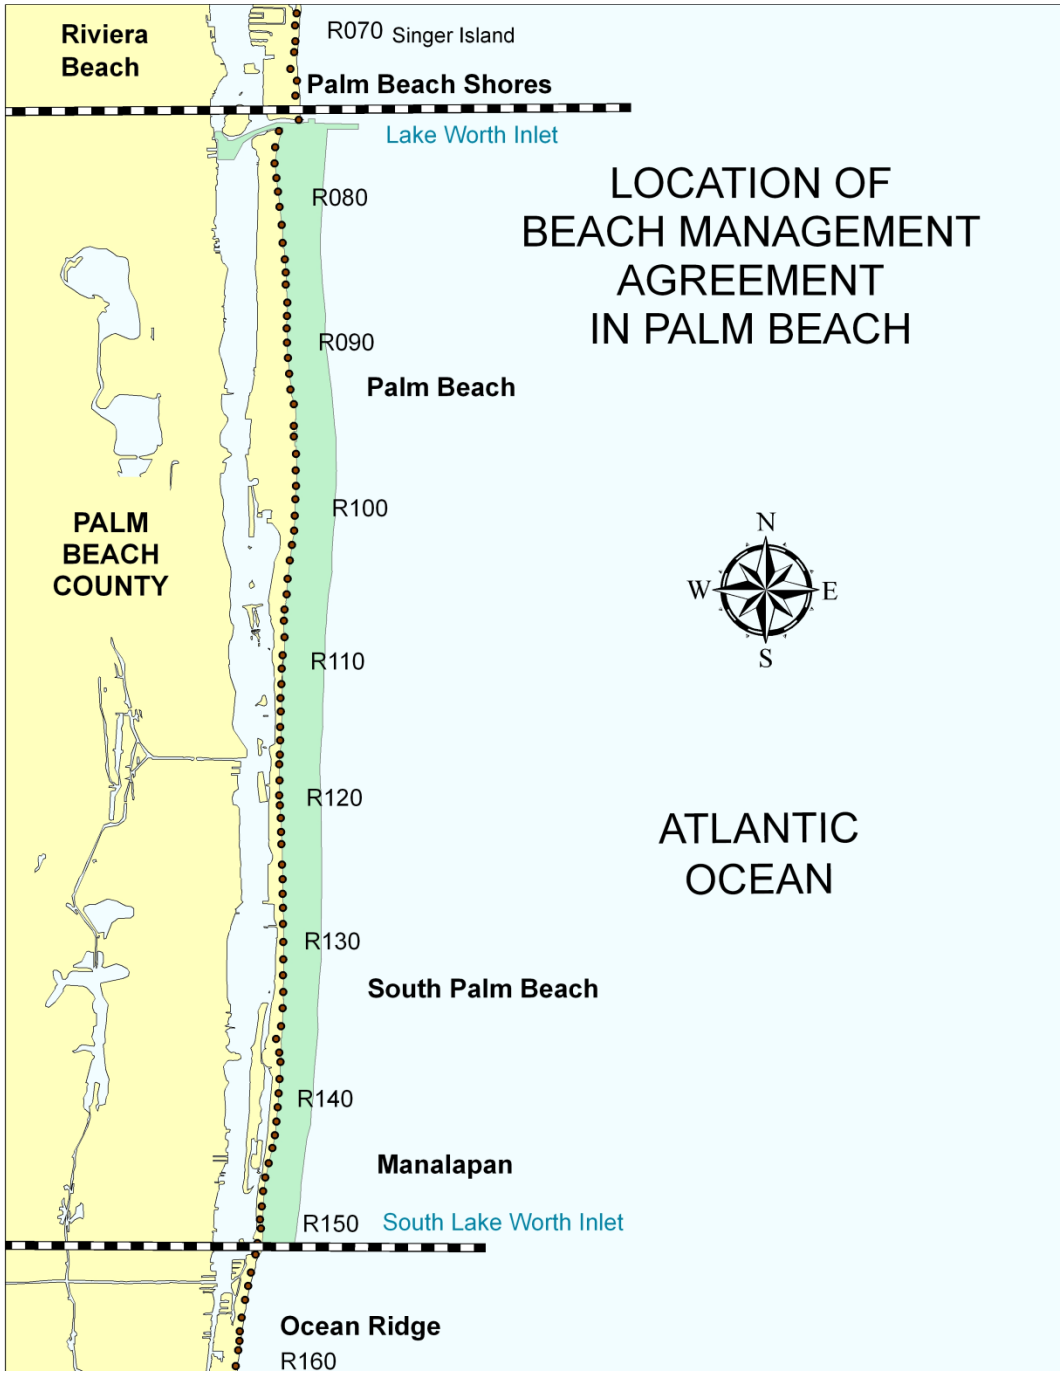 Riviera
Beach
R070 Singer Island
Palm Beach Shores
Lake Worth Inlet
LOCATION OF
BEACH MANAGEMENT
AGREEMENT
IN PALM BEACH
R080
R090
Palm Beach
R100
PALM
BEACH
COUNTY
N
W
E
S
R110
R120
ATLANTIC
OCEAN
R130
South Palm Beach
R140
Manalapan
R150
South Lake Worth Inlet
Ocean Ridge
R160